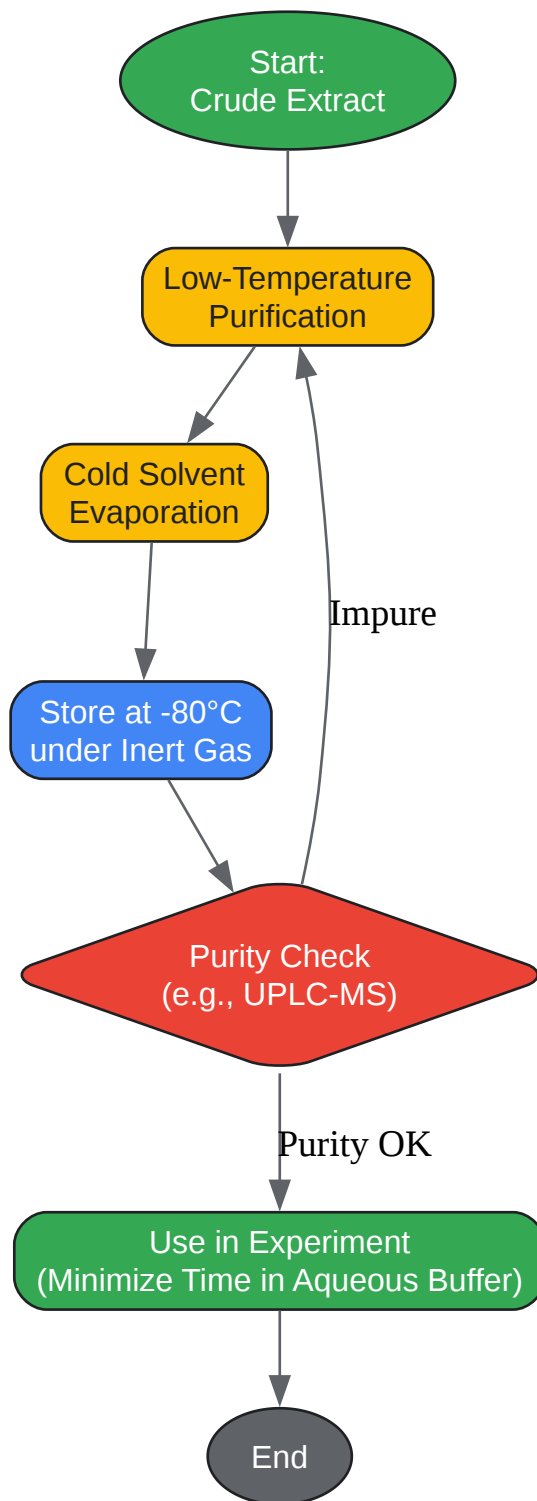 Start:
Crude Extract
Low-Temperature
Purification
Cold Solvent
Evaporation
Impure
Store at -80°C
under Inert Gas
Purity Check
(e.g., UPLC-MS)
Purity OK
Use in Experiment
(Minimize Time in Aqueous Buffer)
End